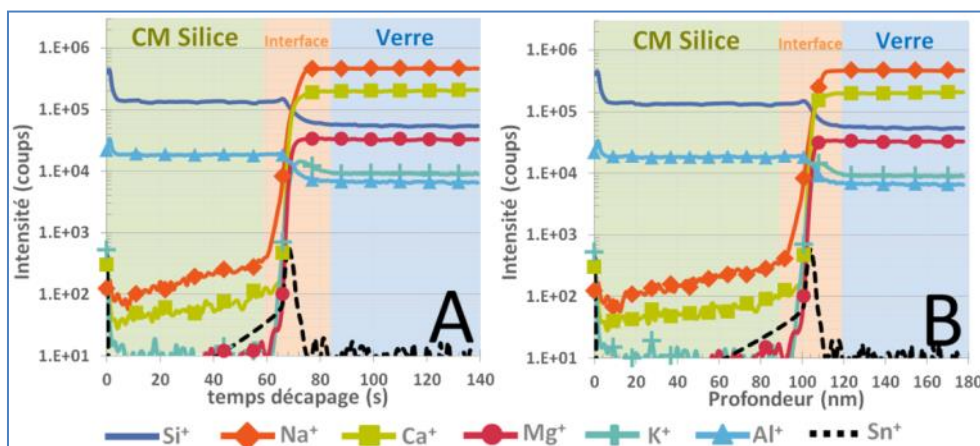 CM Silice Interface Verre
Intensité (coups)
1.E+06
1.E+05
1.E+04
1.E+03
1.E+02
1.E+01
0 20 40 60 80 100 120 140
temps décapage (s)
A
CM Silice Interface Verre
Intensité (coups)
1.E+06
1.E+05
1.E+04
1.E+03
1.E+02
1.E+01
0 20 40 60 80 100 120 140 160 180
Profondeur (nm)
B
Si⁺ Na⁺ Ca⁺ Mg⁺ K⁺ Al⁺ Sn⁺